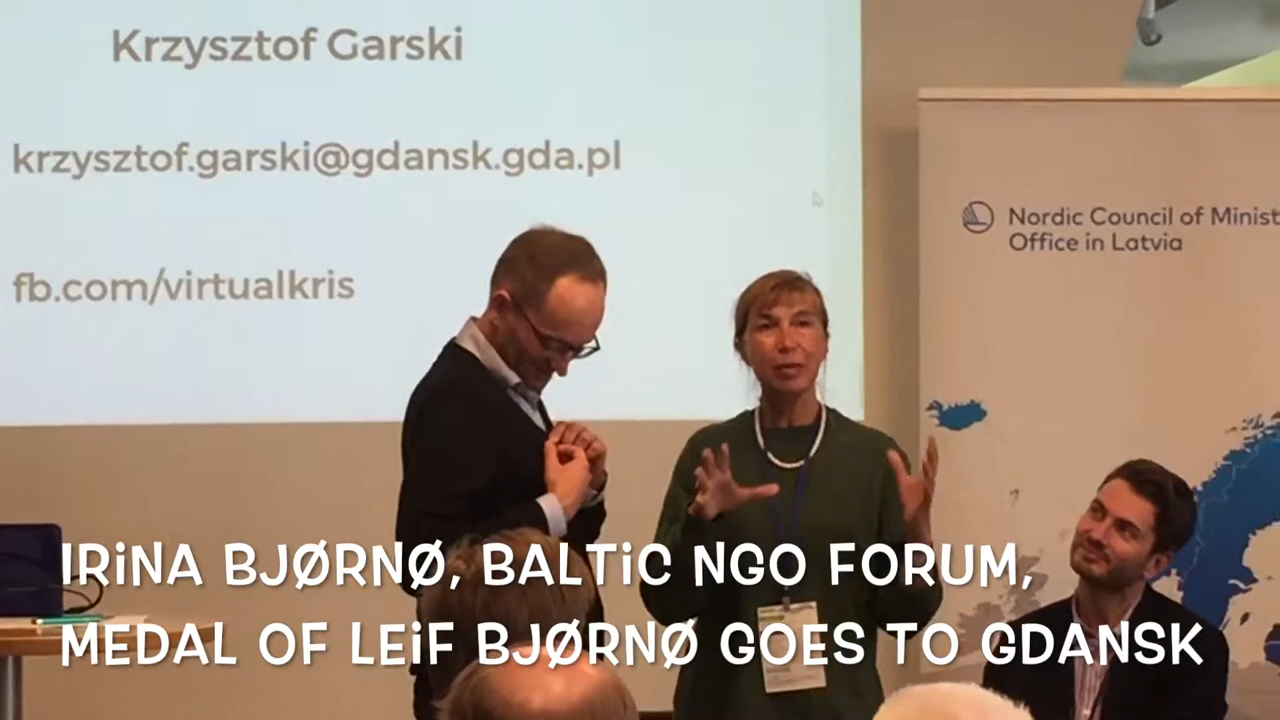 Krzysztof Garski
krzysztof.garski@gdansk.gda.pl
fb.com/virtualkris
Nordic Council of Minist
Office in Latvia
IRiNA BJØRNØ, BALTiC NGO FORUM,
MEDAL OF LEiF BJØRNØ GOES TO GDANSK